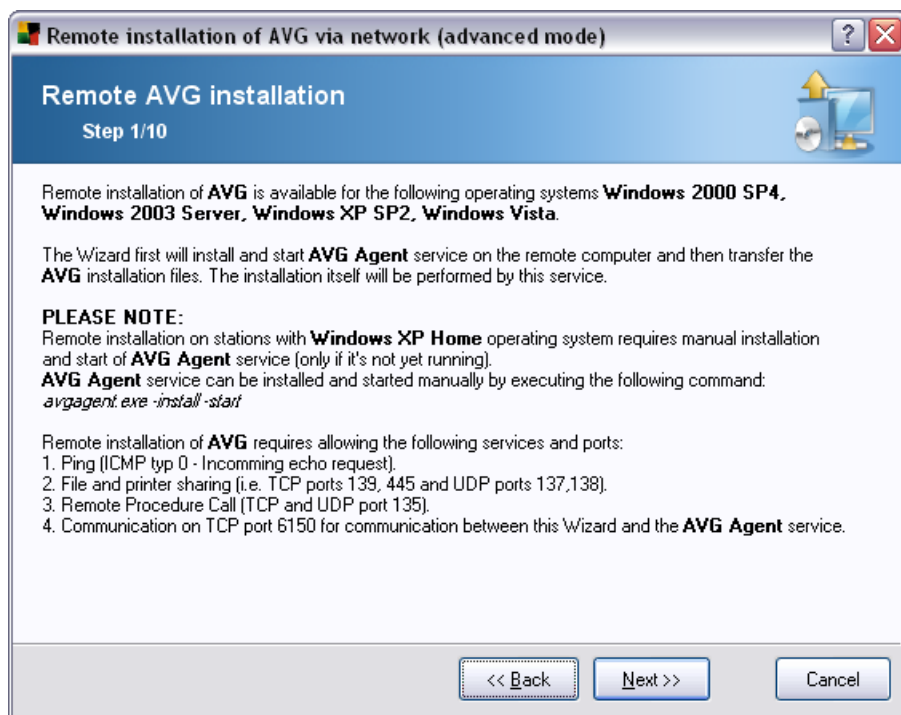 Remote installation of AVG via network (advanced mode)
Remote AVG installation
Step 1/10
Remote installation of AVG is available for the following operating systems Windows 2000 SP4,
Windows 2003 Server, Windows XP SP2, Windows Vista.
The Wizard first will install and start AVG Agent service on the remote computer and then transfer the
AVG installation files. The installation itself will be performed by this service.
PLEASE NOTE:
Remote installation on stations with Windows XP Home operating system requires manual installation
and start of AVG Agent service (only if it's not yet running).
AVG Agent service can be installed and started manually by executing the following command:
avgagent.exe -install -start
Remote installation of AVG requires allowing the following services and ports:
1. Ping (ICMP typ 0 - Incomming echo request).
2. File and printer sharing (i.e. TCP ports 139, 445 and UDP ports 137,138).
3. Remote Procedure Call (TCP and UDP port 135).
4. Communication on TCP port 6150 for communication between this Wizard and the AVG Agent service.
<< Back
Next >>
Cancel